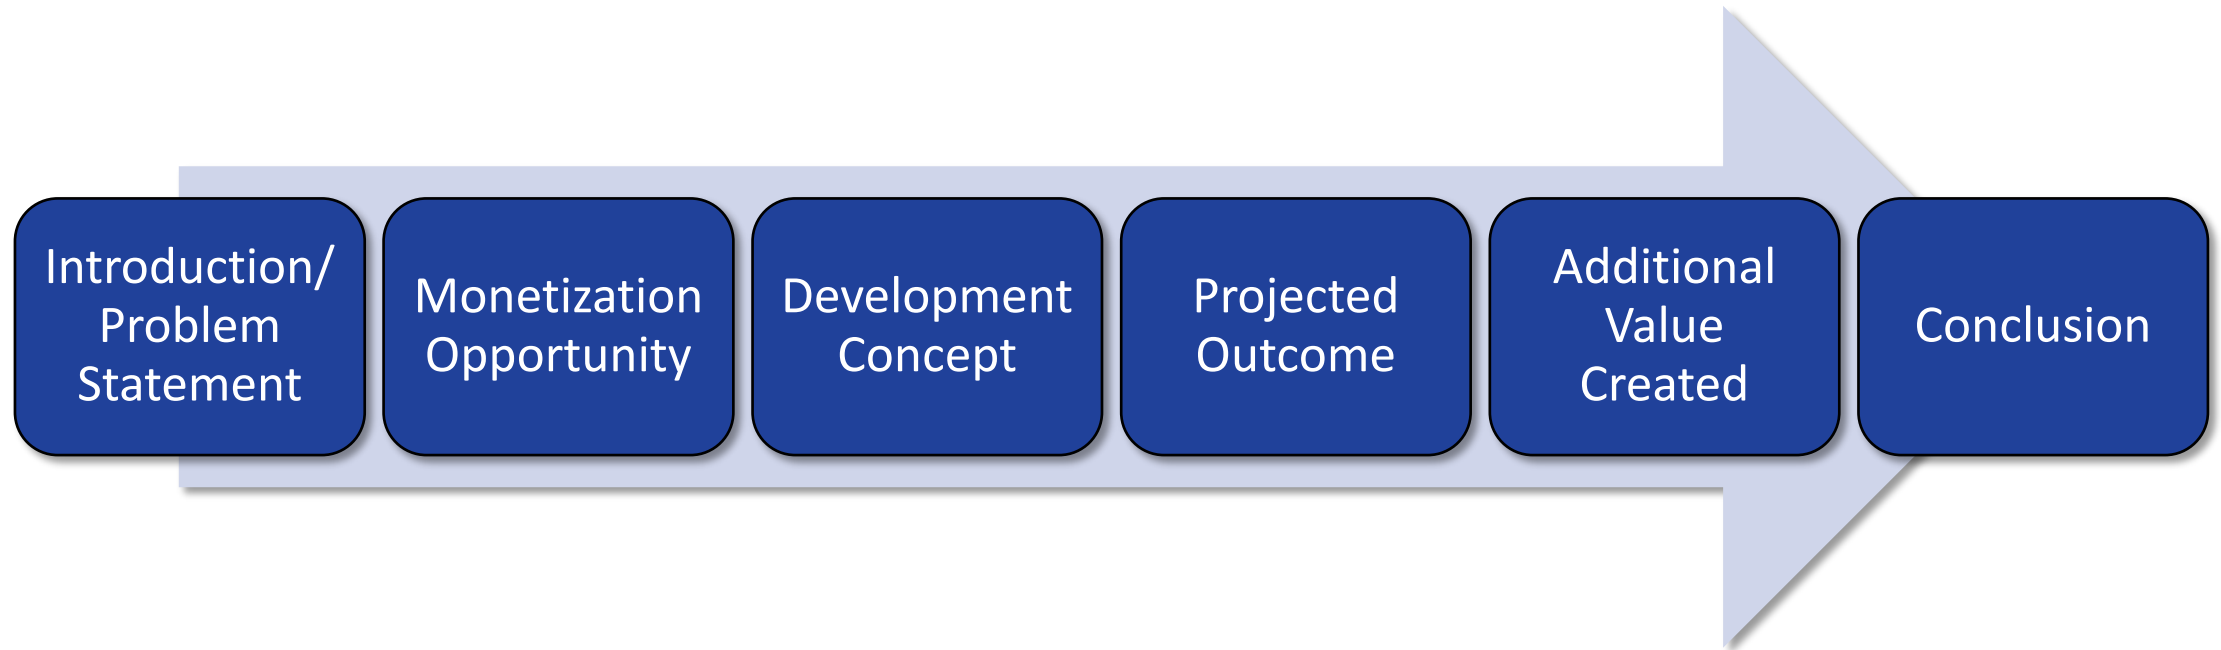 Introduction/
Problem
Statement
Monetization
Opportunity
Development
Concept
Projected
Outcome
Additional
Value
Created
Conclusion